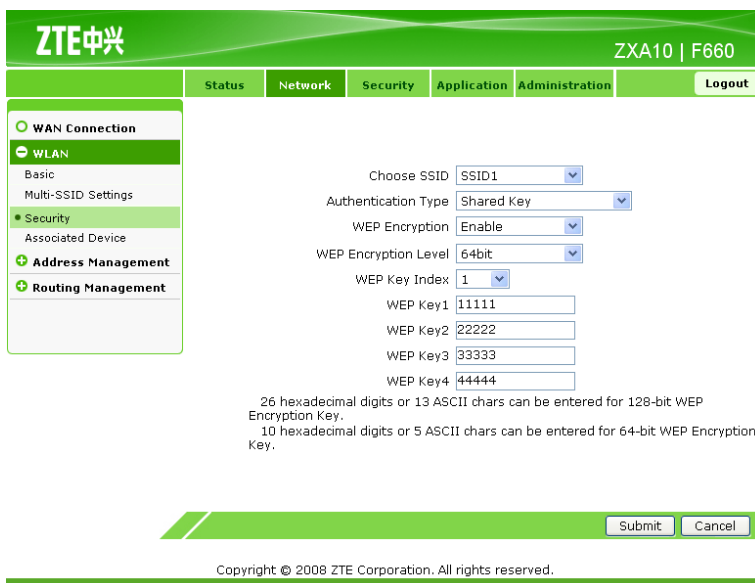 ZTE中兴
ZXA10 | F660
Status Network Security Application Administration Logout
WAN Connection
WLAN
Basic
Multi-SSID Settings
Security
Associated Device
Address Management
Routing Management
Choose SSID SSID1
Authentication Type Shared Key
WEP Encryption Enable
WEP Encryption Level 64bit
WEP Key Index 1
WEP Key1 11111
WEP Key2 22222
WEP Key3 33333
WEP Key4 44444
26 hexadecimal digits or 13 ASCII chars can be entered for 128-bit WEP
Encryption Key.
10 hexadecimal digits or 5 ASCII chars can be entered for 64-bit WEP Encryption
Key.
Submit Cancel
Copyright © 2008 ZTE Corporation. All rights reserved.